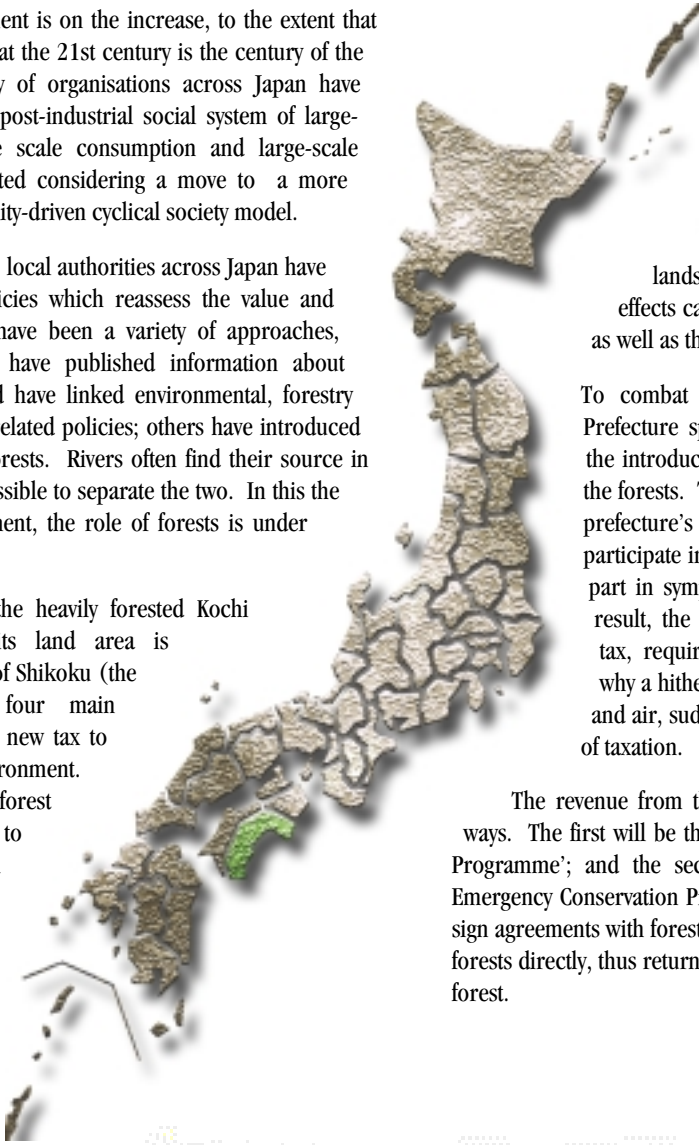 ent is on the increase, to the extent that
at the 21st century is the century of the
y of organisations across Japan have
post-industrial social system of large-
e scale consumption and large-scale
ted considering a move to a more
ity-driven cyclical society model.
local authorities across Japan have
icies which reassess the value and
have been a variety of approaches,
have published information about
d have linked environmental, forestry
elated policies; others have introduced
rests. Rivers often find their source in
ssible to separate the two. In this the
ment, the role of forests is under
the heavily forested Kochi
its land area is
of Shikoku (the
four main
new tax to
ronment.
forest
to
lands
effects ca
as well as th
To combat
Prefecture sp
the introduc
the forests. T
prefecture's
participate in
part in sym
result, the
tax, requir
why a hithe
and air, sud
of taxation.
The revenue from t
ways. The first will be th
Programme'; and the sec
Emergency Conservation P
sign agreements with forest
forests directly, thus return
forest.